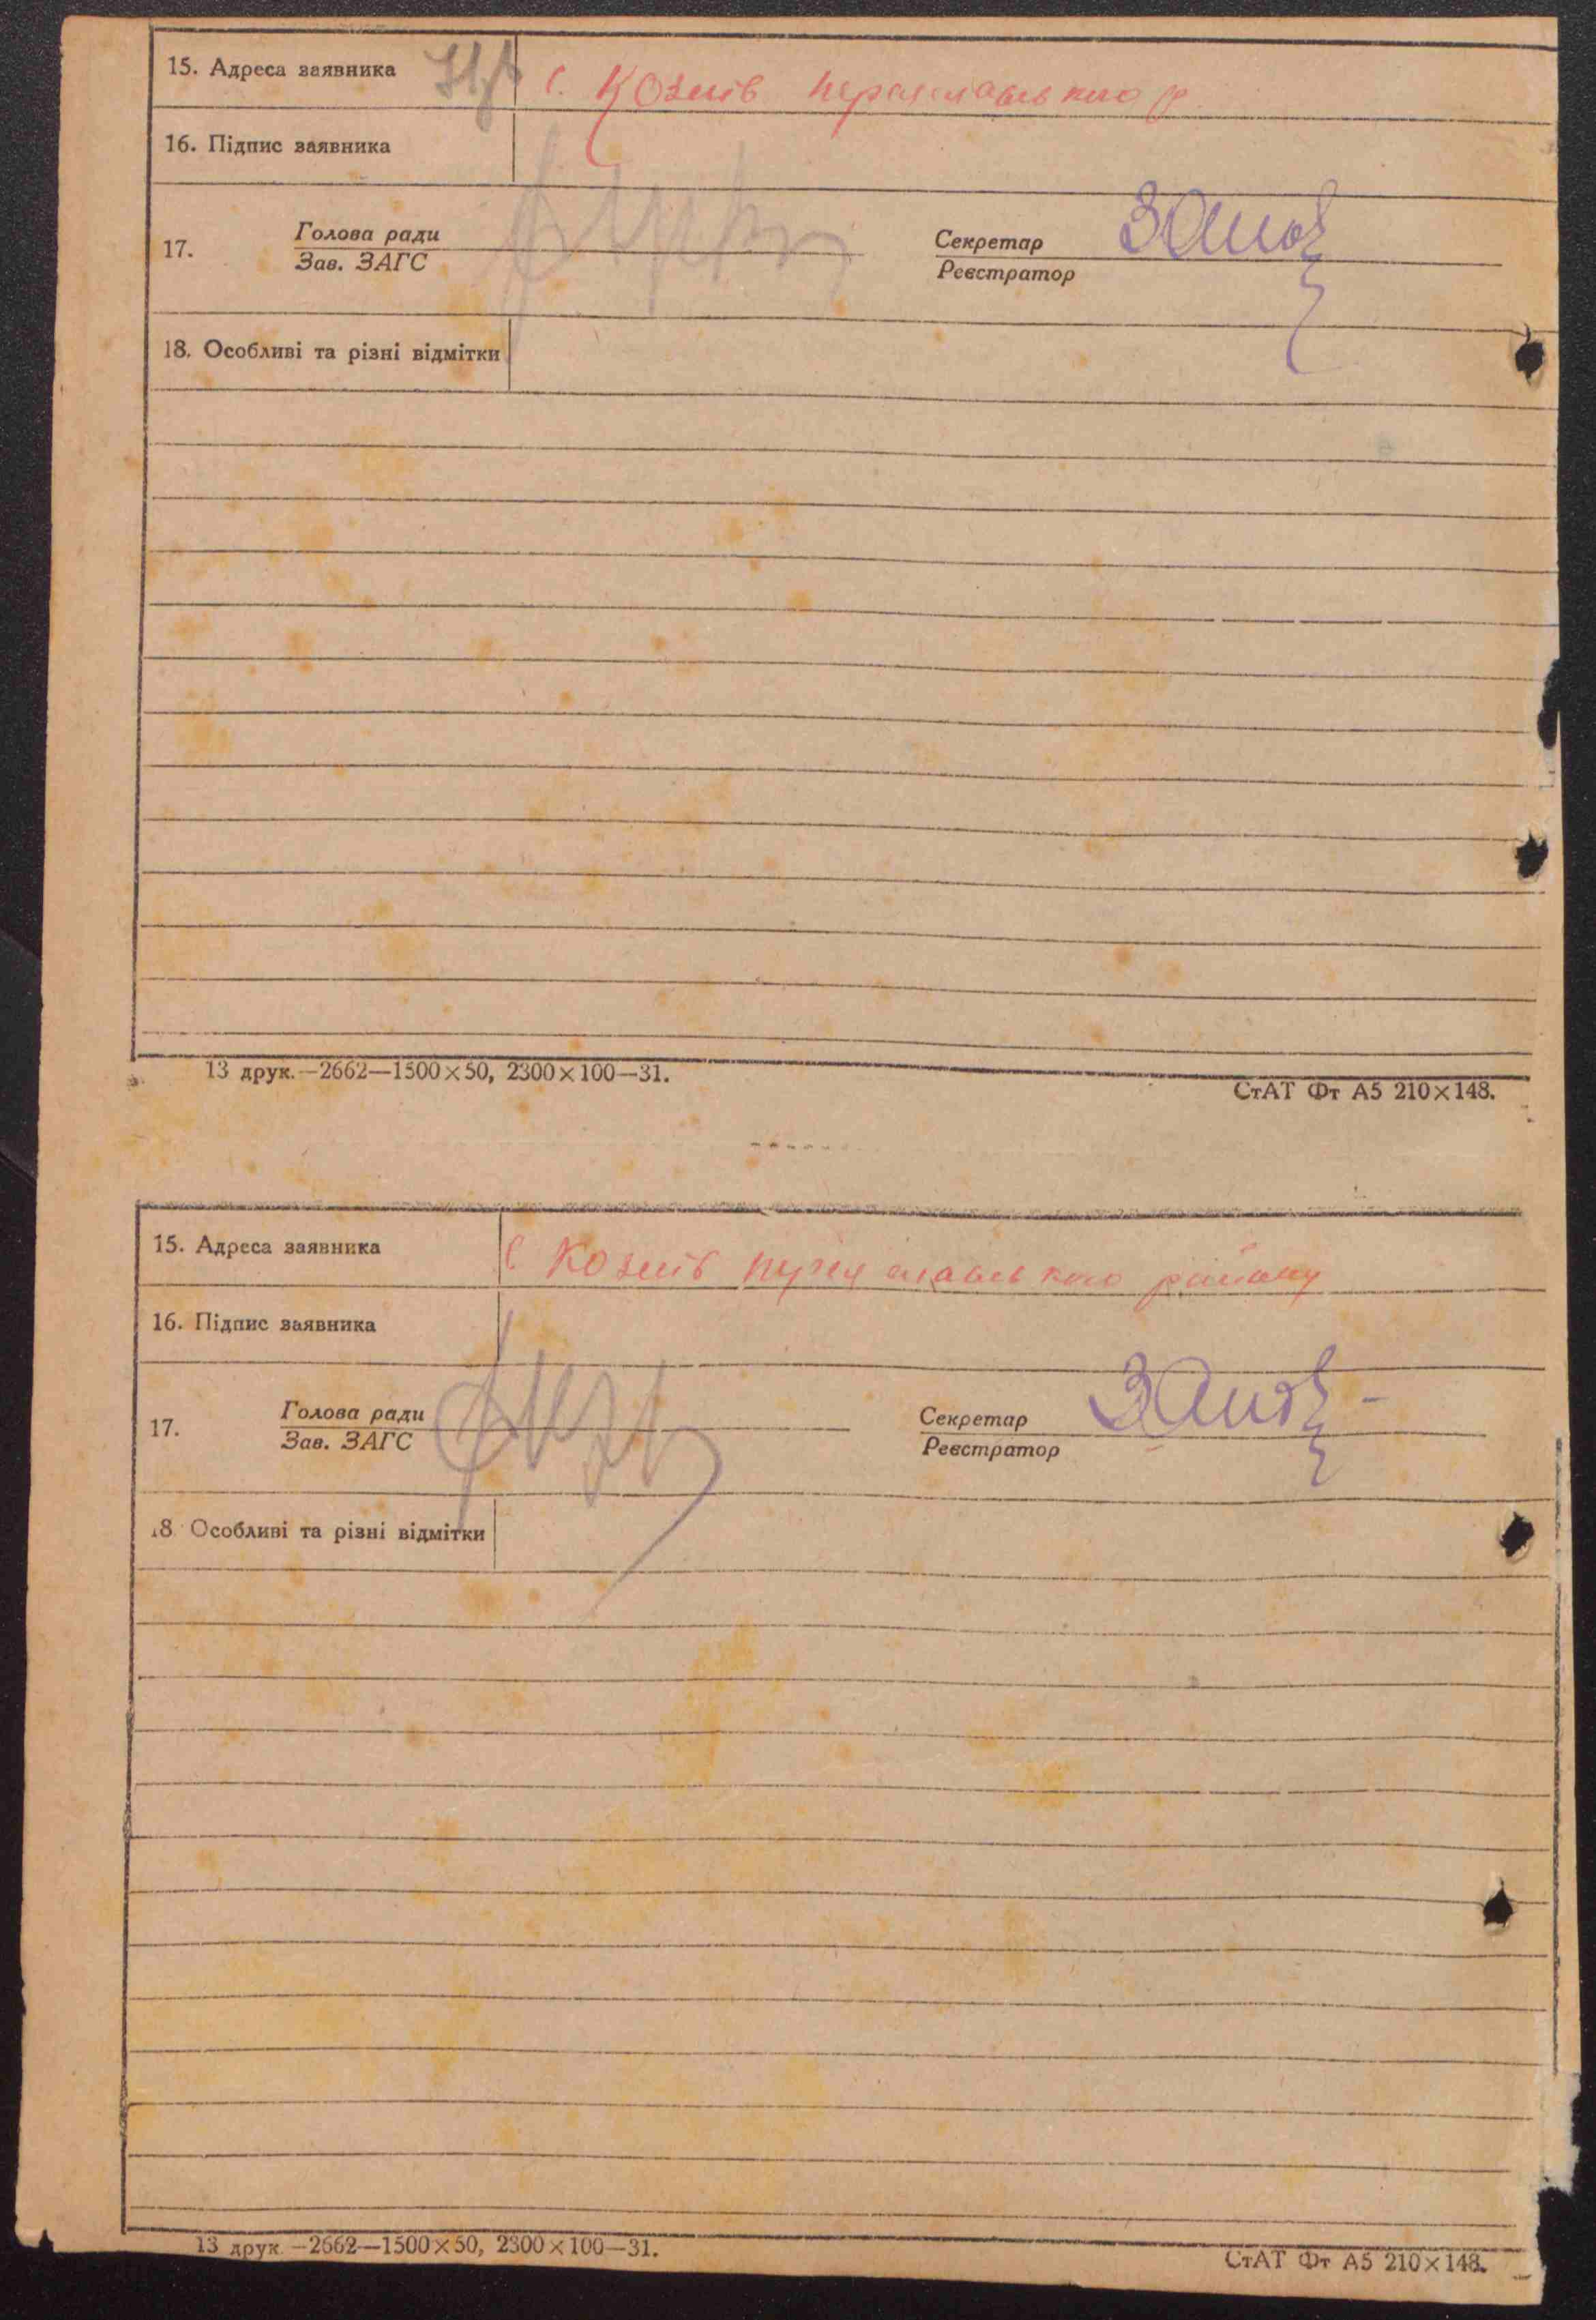 15. Адреса заявника с. Козлів
16. Підпис заявника
17. Голова ради Секретар
Зав. ЗАГС Реєстратор
18. Особливі та різні відмітки
13 друк.—2662—1500×50, 2300×100—31.
СтАТ Фт А5 210×148.
15. Адреса заявника с Козлів району
16. Підпис заявника
17. Голова ради Секретар
Зав. ЗАГС Реєстратор
18 Особливі та різні відмітки
13 друк.—2662—1500×50, 2300×100—31.
СтАТ Фт А5 210×148.